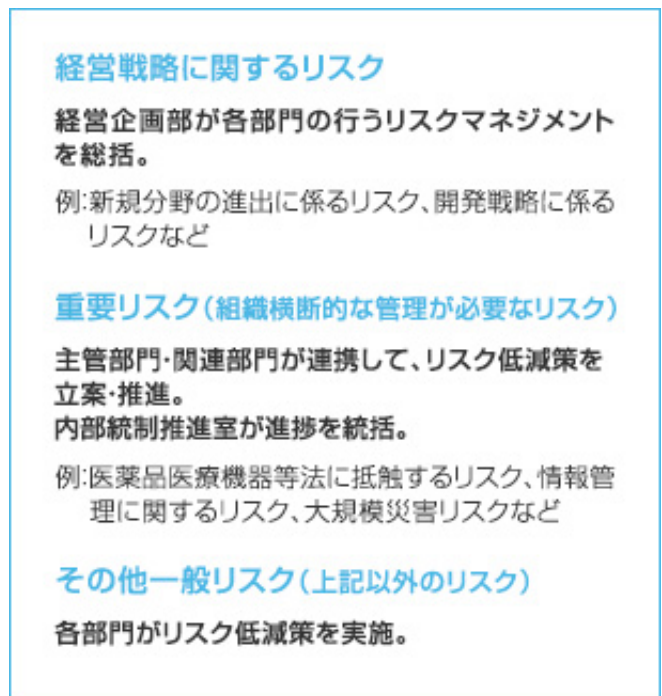 経営戦略に関するリスク
経営企画部が各部門の行うリスクマネジメント
を総括。
例:新規分野の進出に係るリスク、開発戦略に係る
リスクなど
重要リスク(組織横断的な管理が必要なリスク)
主管部門・関連部門が連携して、リスク低減策を
立案・推進。
内部統制推進室が進捗を統括。
例:医薬品医療機器等法に抵触するリスク、情報管
理に関するリスク、大規模災害リスクなど
その他一般リスク(上記以外のリスク)
各部門がリスク低減策を実施。